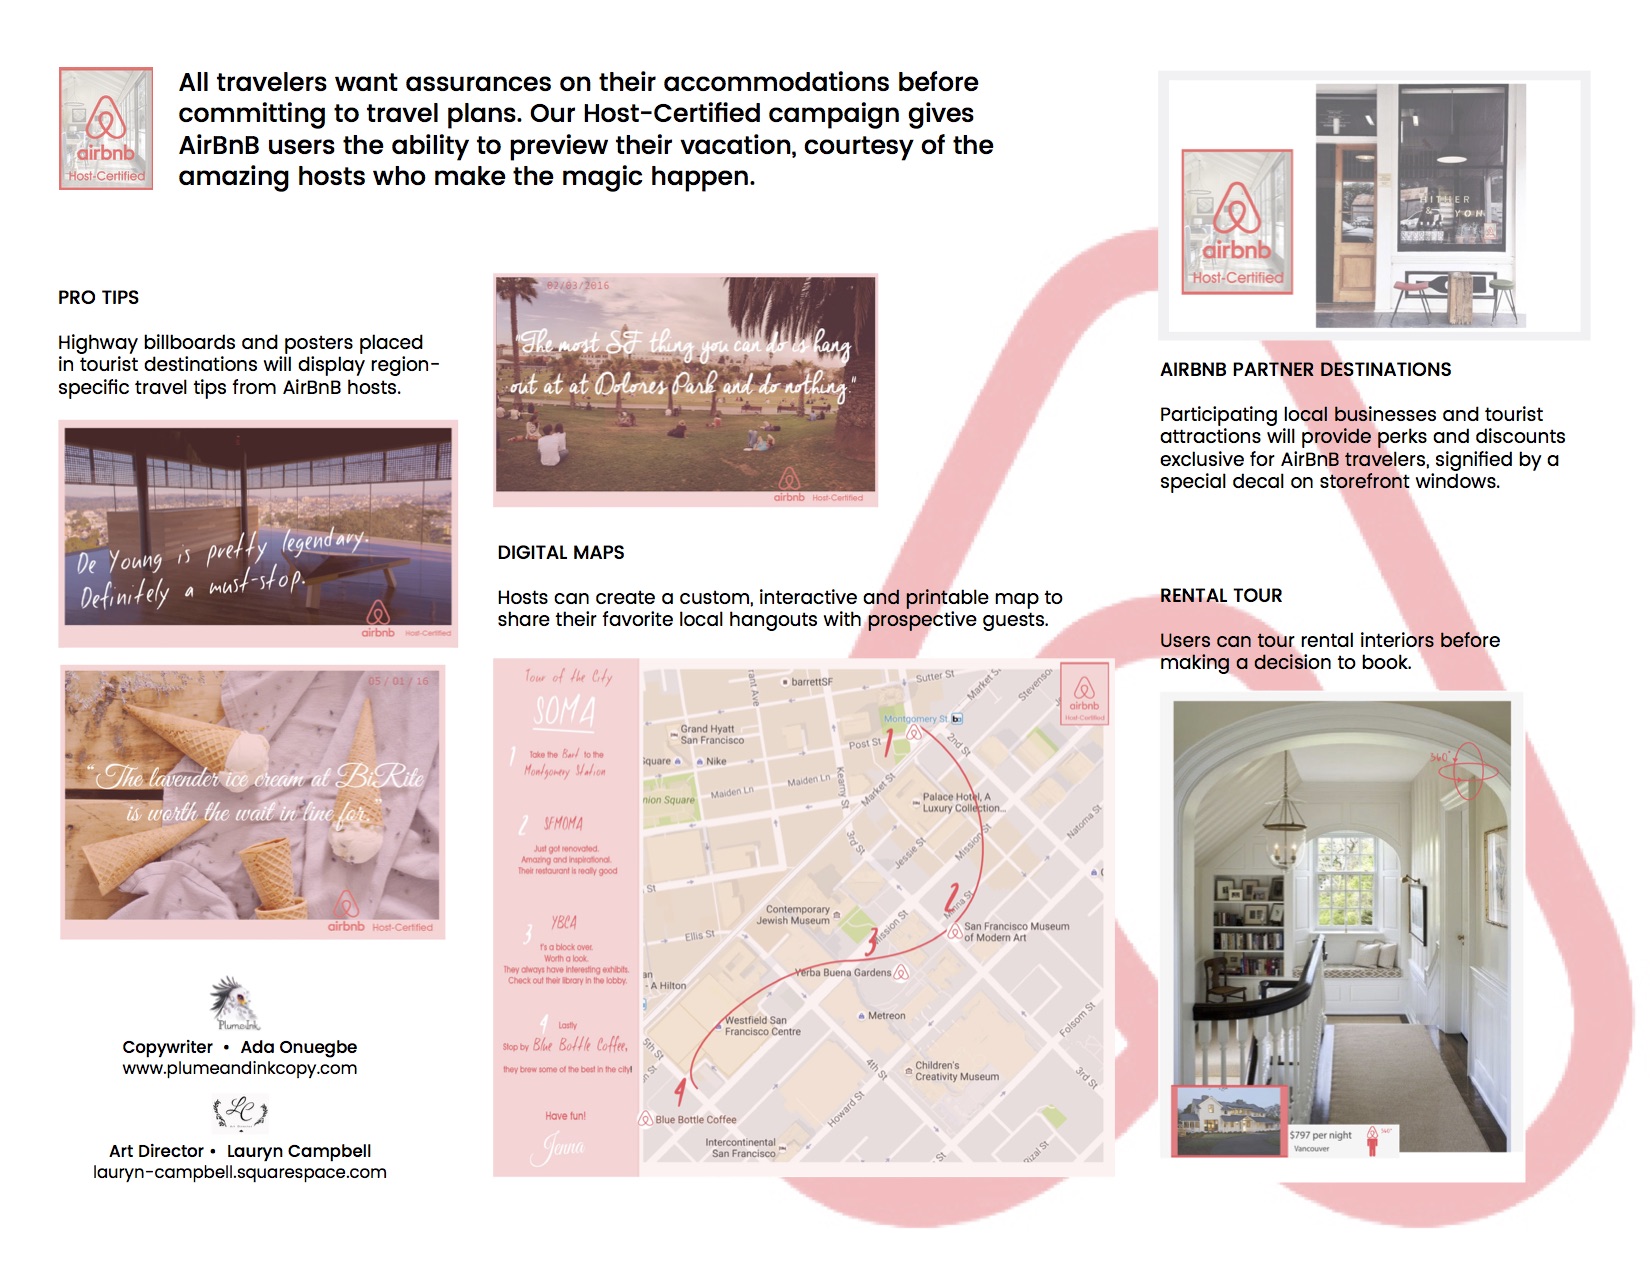 airbnb
Host-Certified
All travelers want assurances on their accommodations before
committing to travel plans. Our Host-Certified campaign gives
AirBnB users the ability to preview their vacation, courtesy of the
amazing hosts who make the magic happen.
PRO TIPS
Highway billboards and posters placed
in tourist destinations will display region-
specific travel tips from AirBnB hosts.
De Young is pretty legendary.
Definitely a must-stop.
airbnb Host-Certified
05/01/16
"The lavender ice cream at BiRite
is worth the wait in line for."
airbnb Host-Certified
PlumeInk
Copywriter • Ada Onuegbe
www.plumeandinkcopy.com
LC
Art Director • Lauryn Campbell
lauryn-campbell.squarespace.com
02/03/2016
"The most SF thing you can do is hang
out at at Dolores Park and do nothing."
airbnb Host-Certified
DIGITAL MAPS
Hosts can create a custom, interactive and printable map to
share their favorite local hangouts with prospective guests.
Tour of the City
SOMA
1 Take the Bart to the
Montgomery Station
2 SFMOMA
Just got renovated.
Amazing and inspirational.
Their restaurant is really good
3 YBCA
I's a block over.
Worth a look.
They always have interesting exhibits.
Check out their library in the lobby.
4 Lastly
Stop by Blue Bottle Coffee,
they brew some of the best in the city!
Have fun!
Jenna
airbnb
Host-Certified
rant Ave
barrettSF
Sutter St
Market S
Stevenso
Montgomery St.
Grand Hyatt
San Francisco
Post St
1
2nd St
Square
Nike
Maiden Ln
Maiden Ln
Kearny St
Market St
nion Square
Palace Hotel, A
Luxury Collection...
Natoma St
3rd St
Jessie St
Mission St
St
2
Minna St
Contemporary
Jewish Museum
Mission St
San Francisco Museum
of Modern Art
Ellis St
3
Yerba Buena Gardens
an
- A Hilton
Westfield San
Francisco Centre
Metreon
Folsom St
5th St
4th St
Children's
Creativity Museum
3rd St
4
Howard St
Blue Bottle Coffee
Intercontinental
San Francisco
rizal St
airbnb
Host-Certified
HITHER
& YON
AIRBNB PARTNER DESTINATIONS
Participating local businesses and tourist
attractions will provide perks and discounts
exclusive for AirBnB travelers, signified by a
special decal on storefront windows.
RENTAL TOUR
Users can tour rental interiors before
making a decision to book.
360°
$797 per night
Vancouver
360°